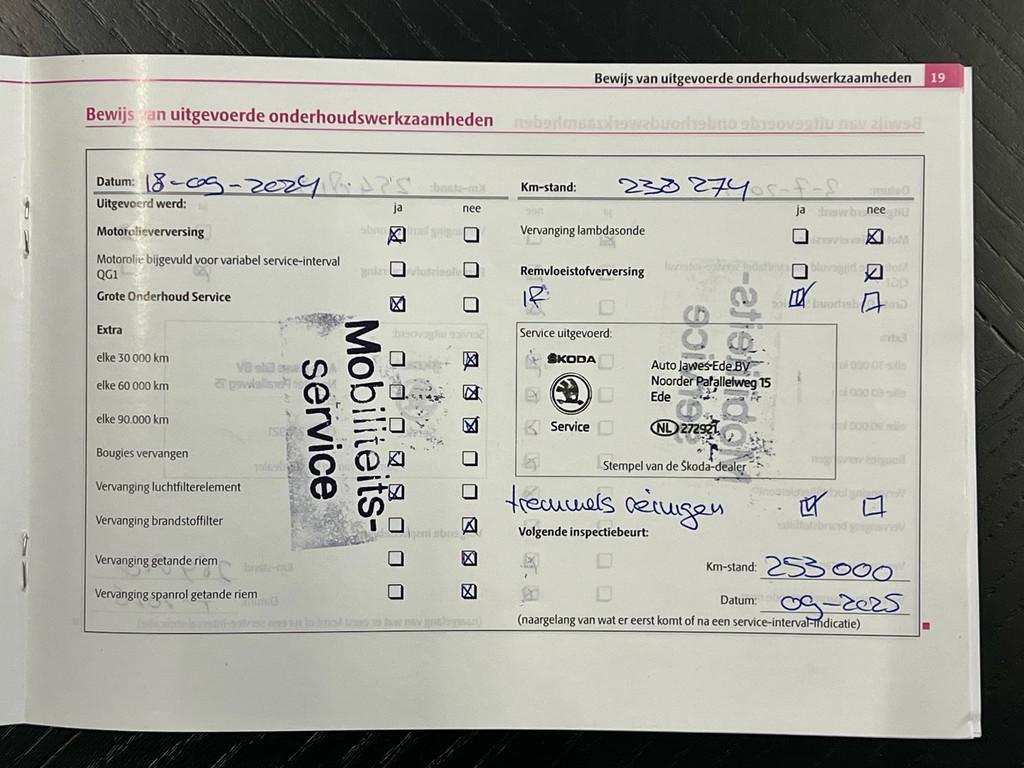 Bewijs van uitgevoerde onderhoudswerkzaamheden 19
Bewijs van uitgevoerde onderhoudswerkzaamheden
Datum: 18-09-2024
Uitgevoerd werd:
ja nee
Motorolieverversing
Motorolie bijgevuld voor variabel service-interval
QG1
Grote Onderhoud Service
Extra
elke 30 000 km
elke 60 000 km
elke 90.000 km
Bougies vervangen
Vervanging luchtfilterelement
Vervanging brandstoffilter
Vervanging getande riem
Vervanging spanrol getande riem
Mobiliteits-
service
Km-stand: 238 274
ja nee
Vervanging lambdasonde
Remvloeistofverversing
IR
Service uitgevoerd:
ŠKODA
Service
Auto Jawes-Ede BV
Noorder Parallelweg 15
Ede
NL 272921
Stempel van de Škoda-dealer
tremmels reinigen
Volgende inspectiebeurt:
Km-stand: 253 000
Datum: 09-2025
(naargelang van wat er eerst komt of na een service-interval-indicatie)